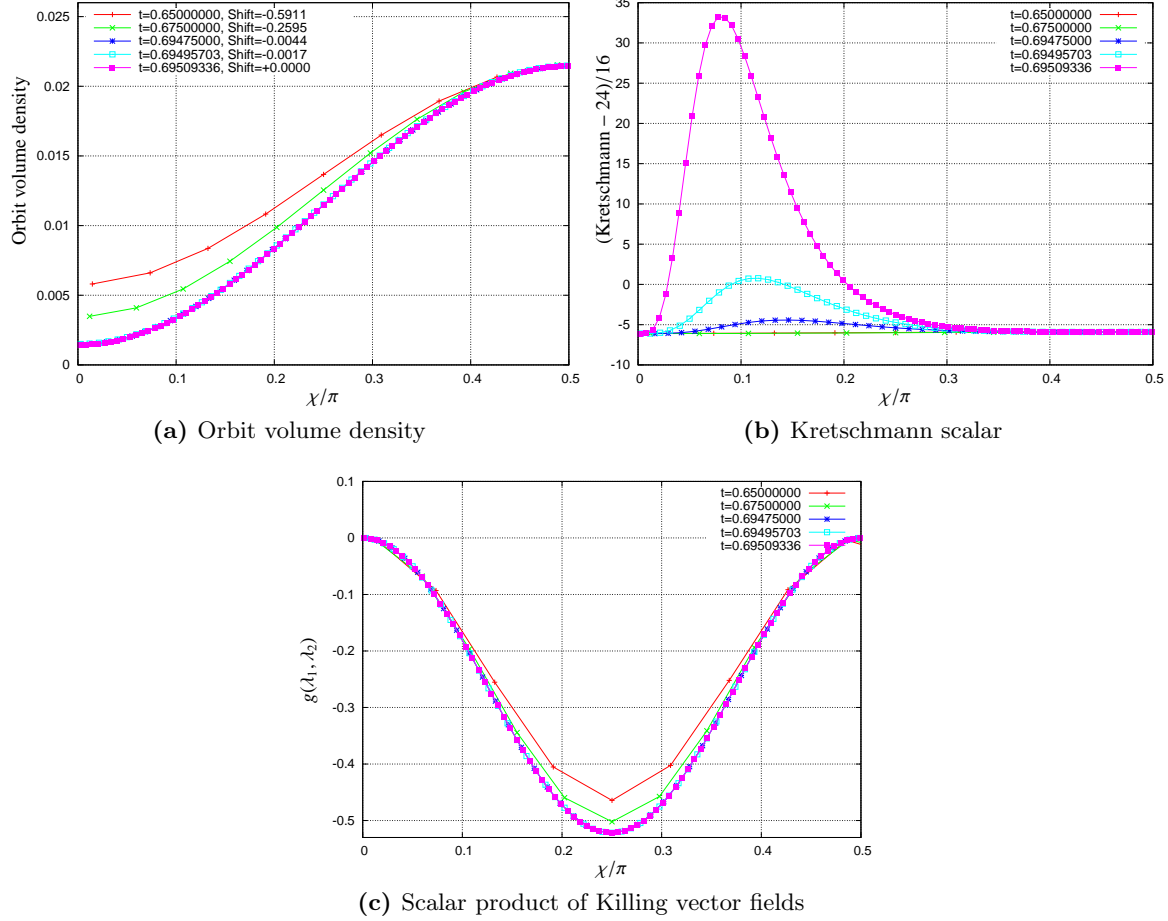 t=0.65000000, Shift=-0.5911
t=0.67500000, Shift=-0.2595
t=0.69475000, Shift=-0.0044
t=0.69495703, Shift=-0.0017
t=0.69509336, Shift=+0.0000
Orbit volume density
0.025
0.02
0.015
0.01
0.005
0
0 0.1 0.2 0.3 0.4 0.5
χ/π
(a) Orbit volume density
t=0.65000000
t=0.67500000
t=0.69475000
t=0.69495703
t=0.69509336
(Kretschmann − 24)/16
35
30
25
20
15
10
5
0
-5
-10
0 0.1 0.2 0.3 0.4 0.5
χ/π
(b) Kretschmann scalar
t=0.65000000
t=0.67500000
t=0.69475000
t=0.69495703
t=0.69509336
g(λ₁, λ₂)
0.1
0
-0.1
-0.2
-0.3
-0.4
-0.5
0 0.1 0.2 0.3 0.4 0.5
χ/π
(c) Scalar product of Killing vector fields